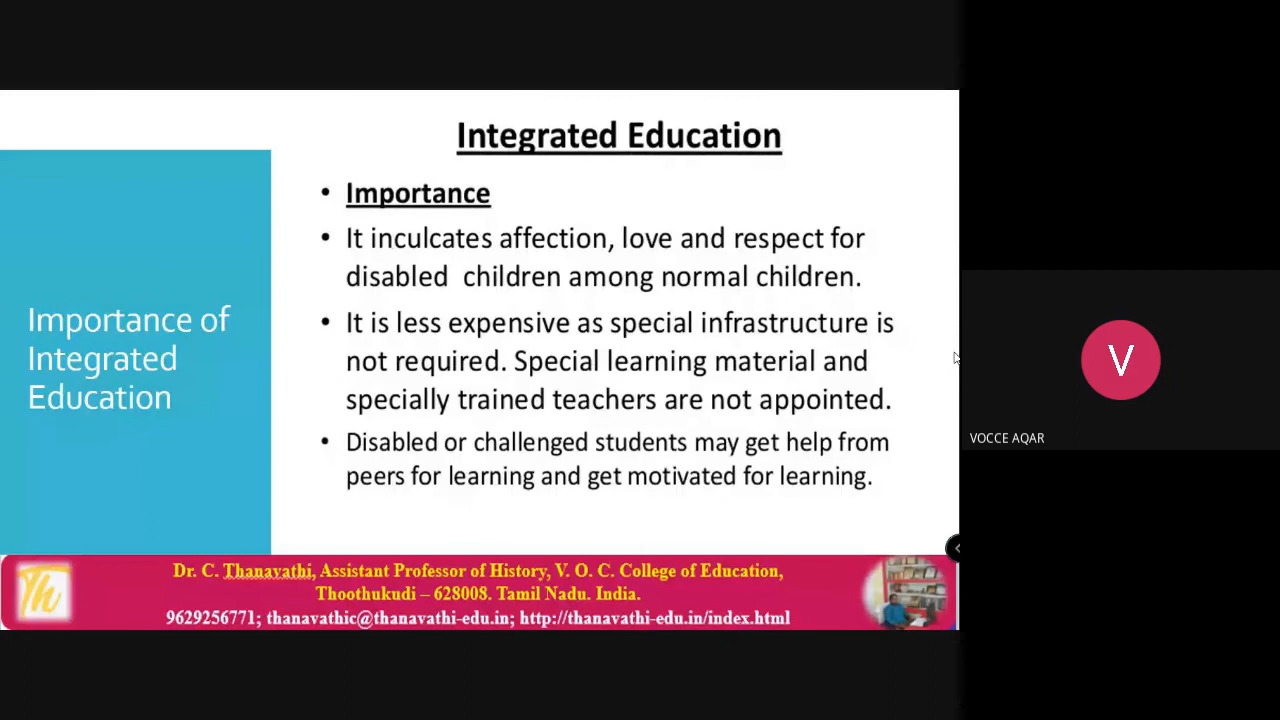 Integrated Education
Importance of
Integrated
Education
• Importance
• It inculcates affection, love and respect for
disabled  children among normal children.
• It is less expensive as special infrastructure is
not required. Special learning material and
specially trained teachers are not appointed.
• Disabled or challenged students may get help from
peers for learning and get motivated for learning.
Th
Dr. C. Thanavathi, Assistant Professor of History, V. O. C. College of Education,
Thoothukudi – 628008. Tamil Nadu. India.
9629256771; thanavathic@thanavathi-edu.in; http://thanavathi-edu.in/index.html
V
VOCCE AQAR